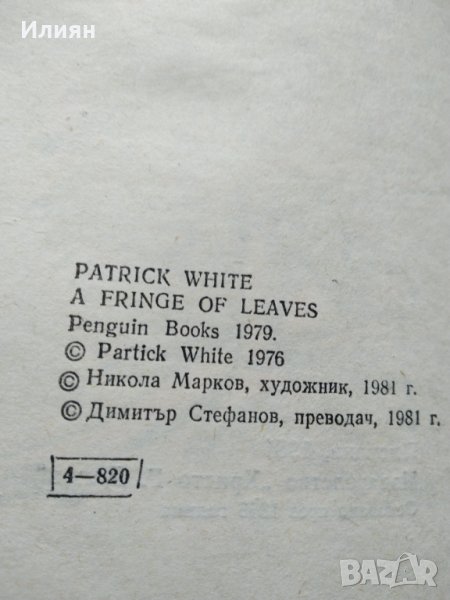 Илиян
PATRICK WHITE
A FRINGE OF LEAVES
Penguin Books 1979.
© Partick White 1976
© Никола Марков, художник, 1981 г.
© Димитър Стефанов, преводач, 1981 г.
4—820
BAZAR